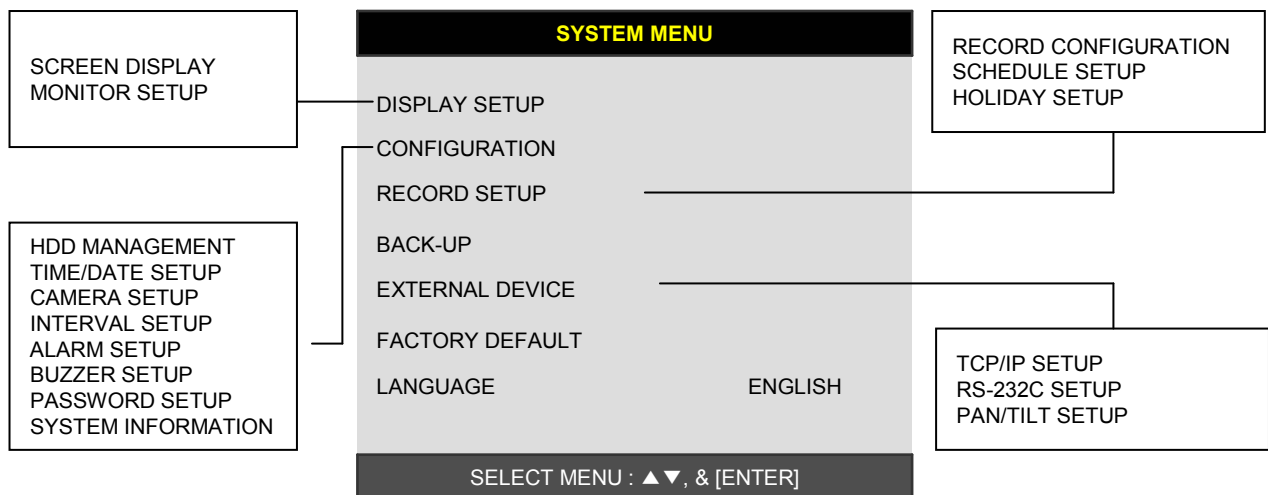 SYSTEM MENU
SCREEN DISPLAY
MONITOR SETUP
DISPLAY SETUP
CONFIGURATION
RECORD SETUP
BACK-UP
EXTERNAL DEVICE
FACTORY DEFAULT
LANGUAGE ENGLISH
SELECT MENU : ▲▼, & [ENTER]
HDD MANAGEMENT
TIME/DATE SETUP
CAMERA SETUP
INTERVAL SETUP
ALARM SETUP
BUZZER SETUP
PASSWORD SETUP
SYSTEM INFORMATION
RECORD CONFIGURATION
SCHEDULE SETUP
HOLIDAY SETUP
TCP/IP SETUP
RS-232C SETUP
PAN/TILT SETUP